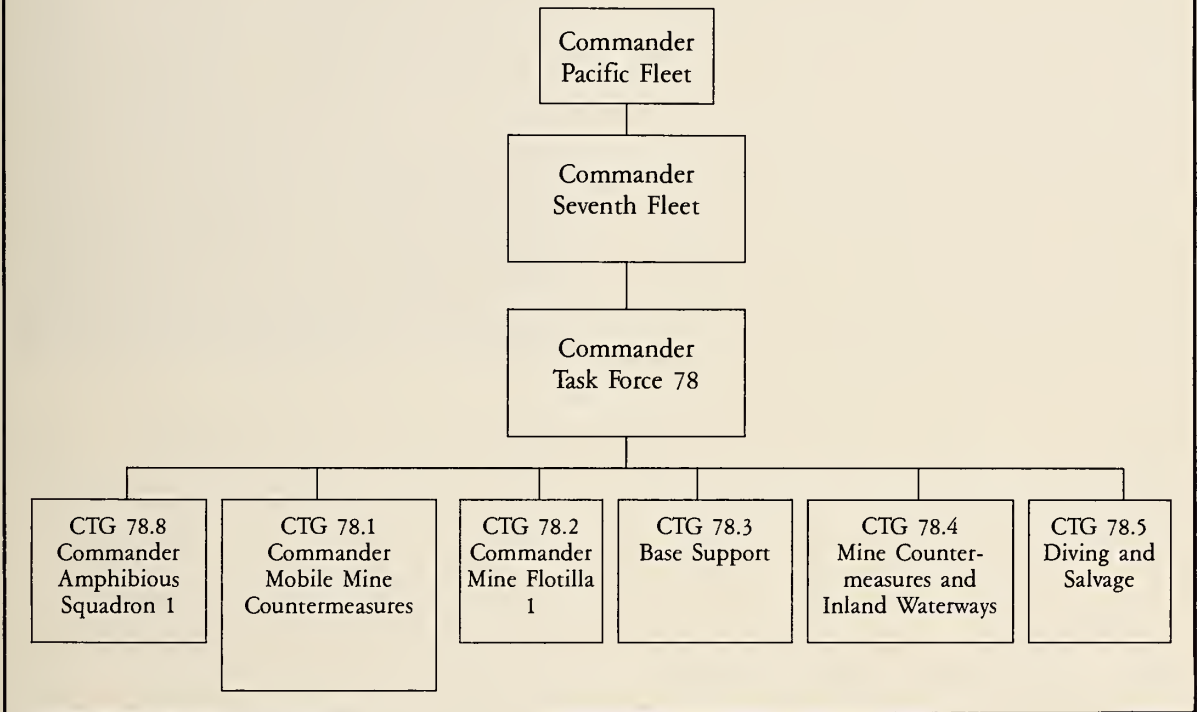 Commander
Pacific Fleet
Commander
Seventh Fleet
Commander
Task Force 78
CTG 78.8
Commander
Amphibious
Squadron 1
CTG 78.1
Commander
Mobile Mine
Countermeasures
CTG 78.2
Commander
Mine Flotilla
1
CTG 78.3
Base Support
CTG 78.4
Mine Counter-
measures and
Inland Waterways
CTG 78.5
Diving and
Salvage